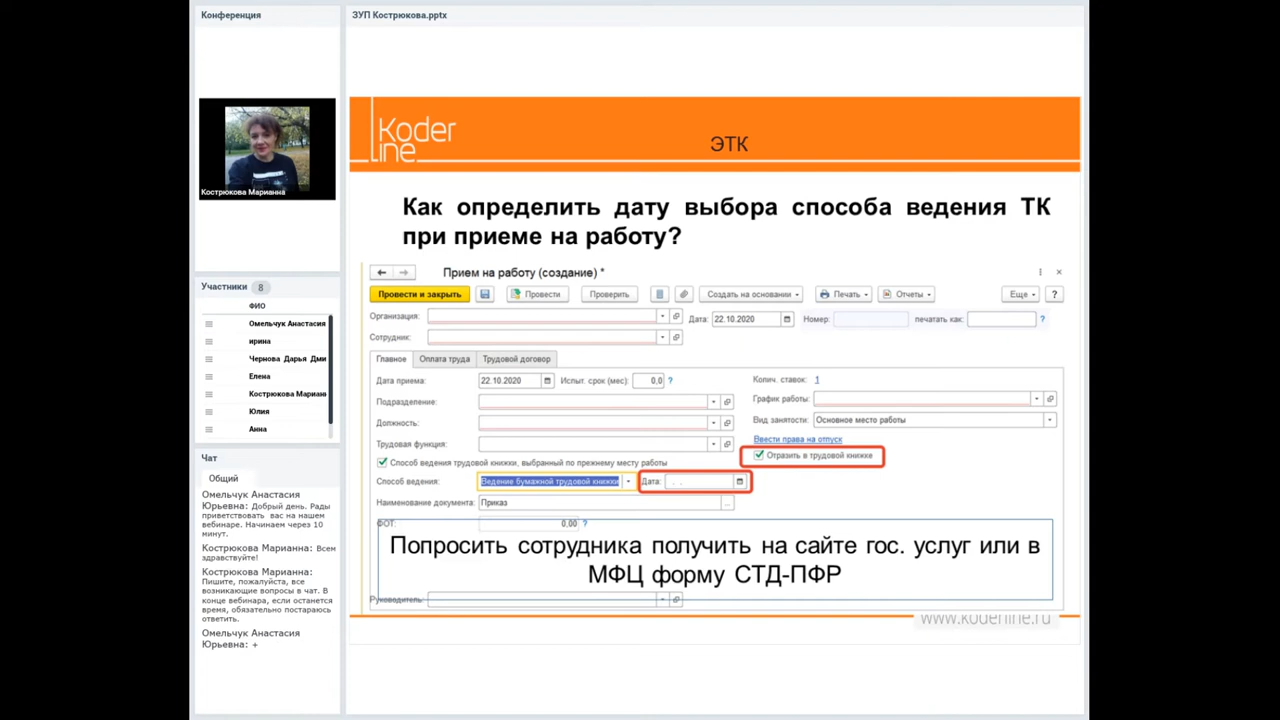 Конференция
ЗУП Кострюкова.pptx
Кострюкова Марианна
Участники 8
ФИО
Омельчук Анастасия
ирина
Чернова Дарья Дми
Елена
Кострюкова Мариан
Юлия
Анна
Чат
Общий
Омельчук Анастасия
Юрьевна: Добрый день. Рады
приветствовать вас на нашем
вебинаре. Начинаем через 10
минут.
Кострюкова Марианна: Всем
здравствуйте!
Кострюкова Марианна:
Пишите, пожалуйста, все
возникающие вопросы в чат. В
конце вебинара, если останется
время, обязательно постараюсь
ответить.
Омельчук Анастасия
Юрьевна: +
Koder
line
ЭТК
Как определить дату выбора способа ведения ТК
при приеме на работу?
Прием на работу (создание) *
Провести и закрыть Провести Проверить Создать на основании Печать Отчеты Еще ?
Организация: Дата: 22.10.2020 Номер: печатать как: ?
Сотрудник:
Главное Оплата труда Трудовой договор
Дата приема: 22.10.2020 Испыт. срок (мес): 0,0 ? Колич. ставок: 1
Подразделение: График работы:
Должность: Вид занятости: Основное место работы
Трудовая функция: Ввести права на отпуск
Отразить в трудовой книжке
Способ ведения трудовой книжки, выбранный по прежнему месту работы
Способ ведения: Ведение бумажной трудовой книжки Дата: . .
Наименование документа: Приказ ...
ФОТ: 0,00 ?
Попросить сотрудника получить на сайте гос. услуг или в
МФЦ форму СТД-ПФР
Руководитель:
www.koderline.ru